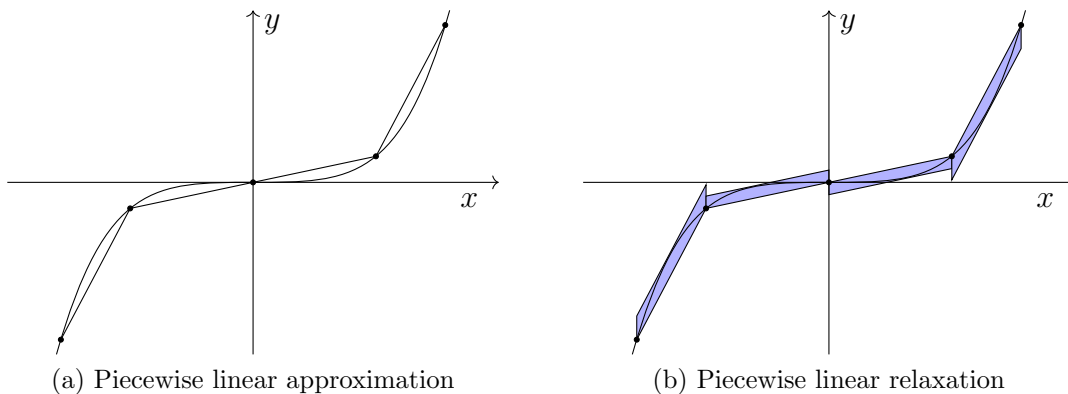 y
x
(a) Piecewise linear approximation
y
x
(b) Piecewise linear relaxation